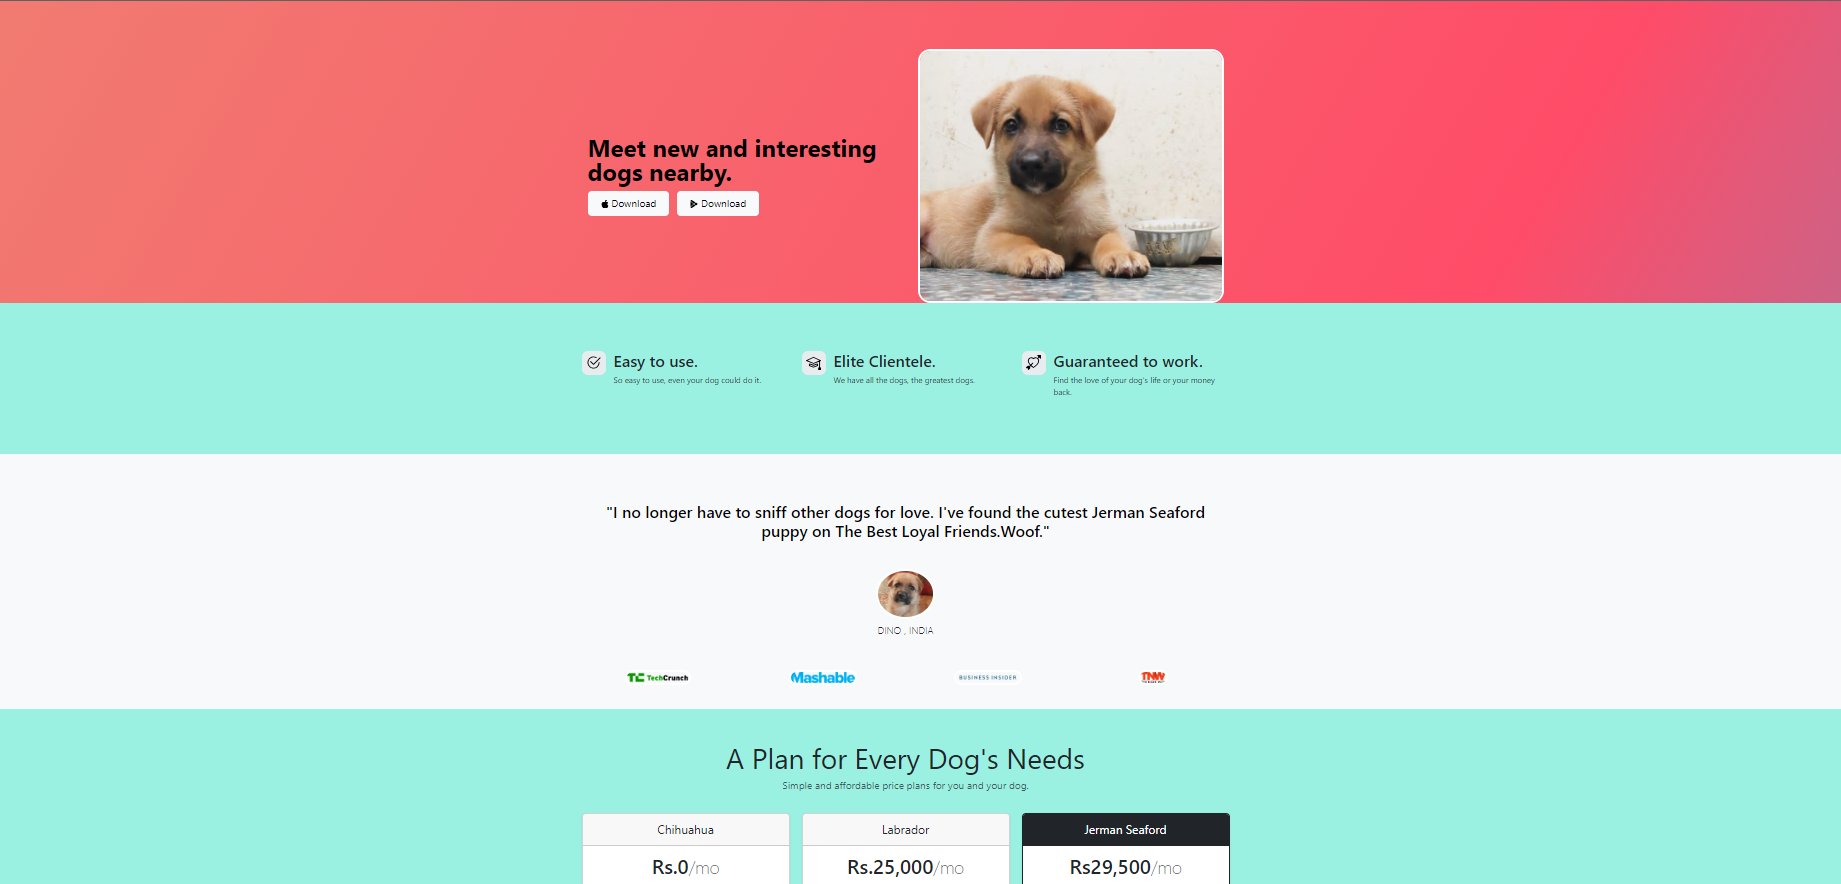 Meet new and interesting
dogs nearby.
Download
Download
Easy to use.
So easy to use, even your dog could do it.
Elite Clientele.
We have all the dogs, the greatest dogs.
Guaranteed to work.
Find the love of your dog's life or your money
back.
"I no longer have to sniff other dogs for love. I've found the cutest Jerman Seaford
puppy on The Best Loyal Friends.Woof."
DINO , INDIA
TC TechCrunch
Mashable
BUSINESS INSIDER
TNW
A Plan for Every Dog's Needs
Simple and affordable price plans for you and your dog.
Chihuahua
Labrador
Jerman Seaford
Rs.0/mo
Rs.25,000/mo
Rs29,500/mo